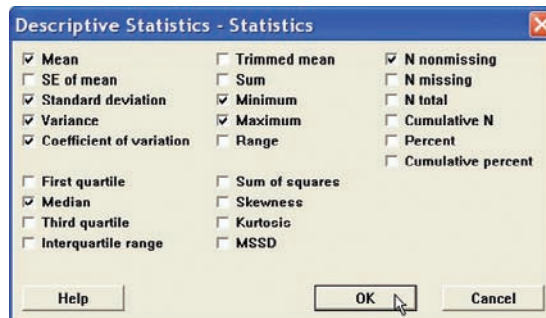 Descriptive Statistics - Statistics
Mean
SE of mean
Standard deviation
Variance
Coefficient of variation
First quartile
Median
Third quartile
Interquartile range
Trimmed mean
Sum
Minimum
Maximum
Range
Sum of squares
Skewness
Kurtosis
MSSD
N nonmissing
N missing
N total
Cumulative N
Percent
Cumulative percent
Help
OK
Cancel